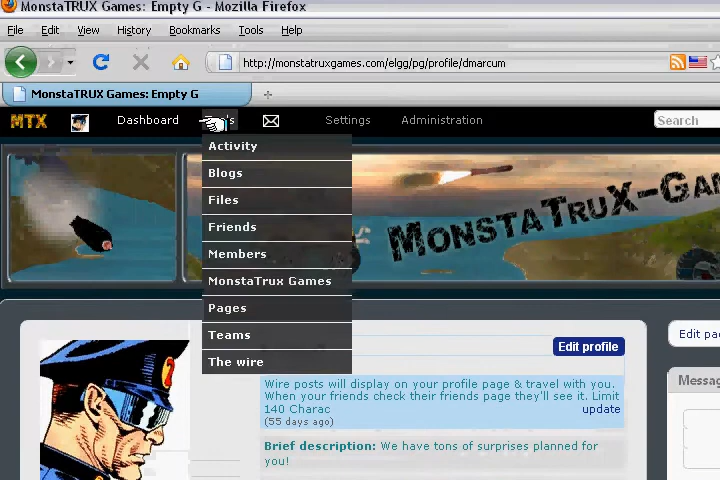 MonstaTRUX Games: Empty G - Mozilla Firefox
File Edit View History Bookmarks Tools Help
http://monstatruxgames.com/elgg/pg/profile/dmarcum
MonstaTRUX Games: Empty G
MTX Dashboard Settings Administration Search
Activity
Blogs
Files
Friends
Members
MonstaTrux Games
Pages
Teams
The wire
MonstaTruX-Ga
Edit profile
Edit pa
Wire posts will display on your profile page & travel with you.
When your friends check their friends page they'll see it. Limit
140 Charac update
(55 days ago)
Messag
Brief description: We have tons of surprises planned for
you!